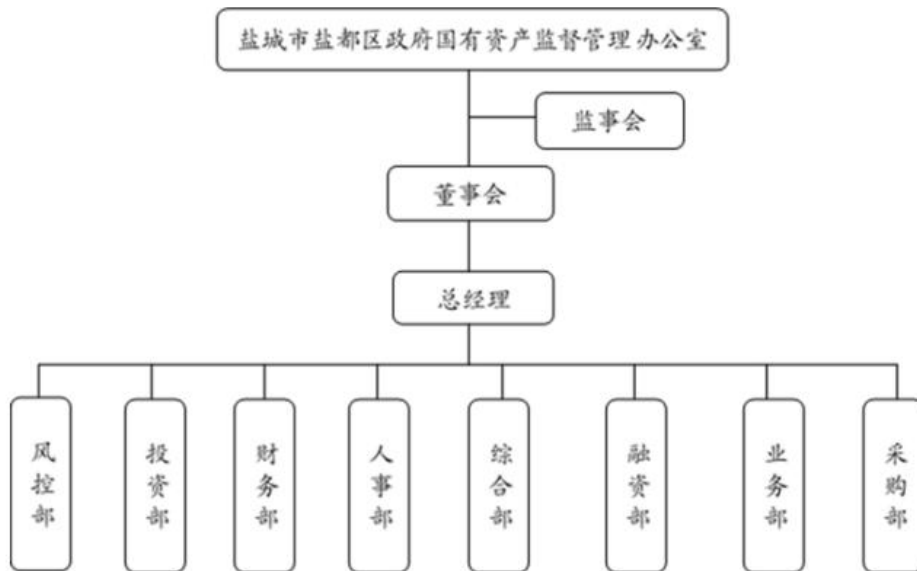 盐城市盐都区政府国有资产监督管理办公室
监事会
董事会
总经理
风控部
投资部
财务部
人事部
综合部
融资部
业务部
采购部